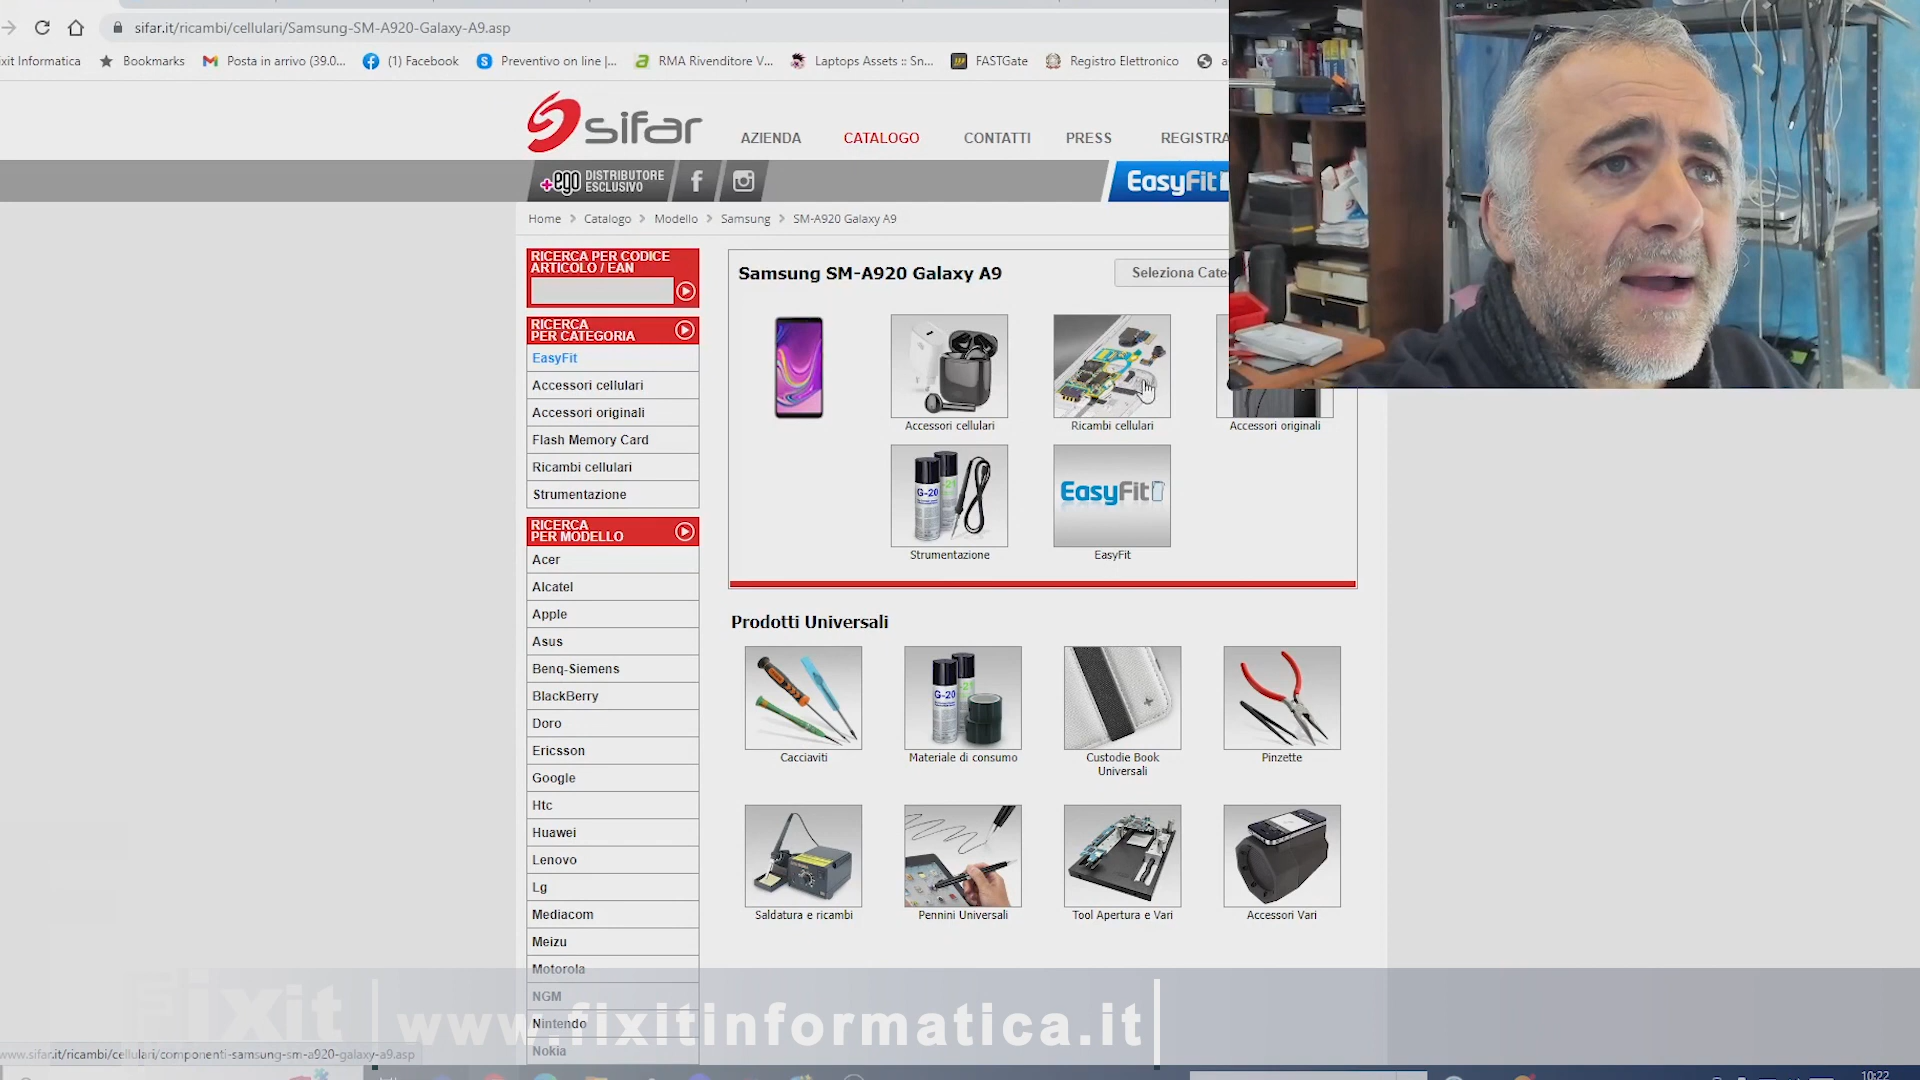 sifar.it/ricambi/cellulari/Samsung-SM-A920-Galaxy-A9.asp
xit Informatica
Bookmarks
Posta in arrivo (39.0...
(1) Facebook
Preventivo on line |...
RMA Rivenditore V...
Laptops Assets :: Sn...
FASTGate
Registro Elettronico
sifar
AZIENDA
CATALOGO
CONTATTI
PRESS
REGISTRA
+ego DISTRIBUTORE
ESCLUSIVO
EasyFit
Home > Catalogo > Modello > Samsung > SM-A920 Galaxy A9
RICERCA PER CODICE
ARTICOLO / EAN
RICERCA
PER CATEGORIA
EasyFit
Accessori cellulari
Accessori originali
Flash Memory Card
Ricambi cellulari
Strumentazione
RICERCA
PER MODELLO
Acer
Alcatel
Apple
Asus
Benq-Siemens
BlackBerry
Doro
Ericsson
Google
Htc
Huawei
Lenovo
Lg
Mediacom
Meizu
Motorola
NGM
Nintendo
Nokia
Samsung SM-A920 Galaxy A9
Seleziona Cate
Accessori cellulari
Ricambi cellulari
Accessori originali
G-20
Strumentazione
EasyFit
EasyFit
Prodotti Universali
Cacciaviti
G-20
Materiale di consumo
Custodie Book
Universali
Pinzette
Saldatura e ricambi
Pennini Universali
Tool Apertura e Vari
Accessori Vari
Fixit
www.fixitinformatica.it
www.sifar.it/ricambi/cellulari/componenti-samsung-sm-a920-galaxy-a9.asp
10:22